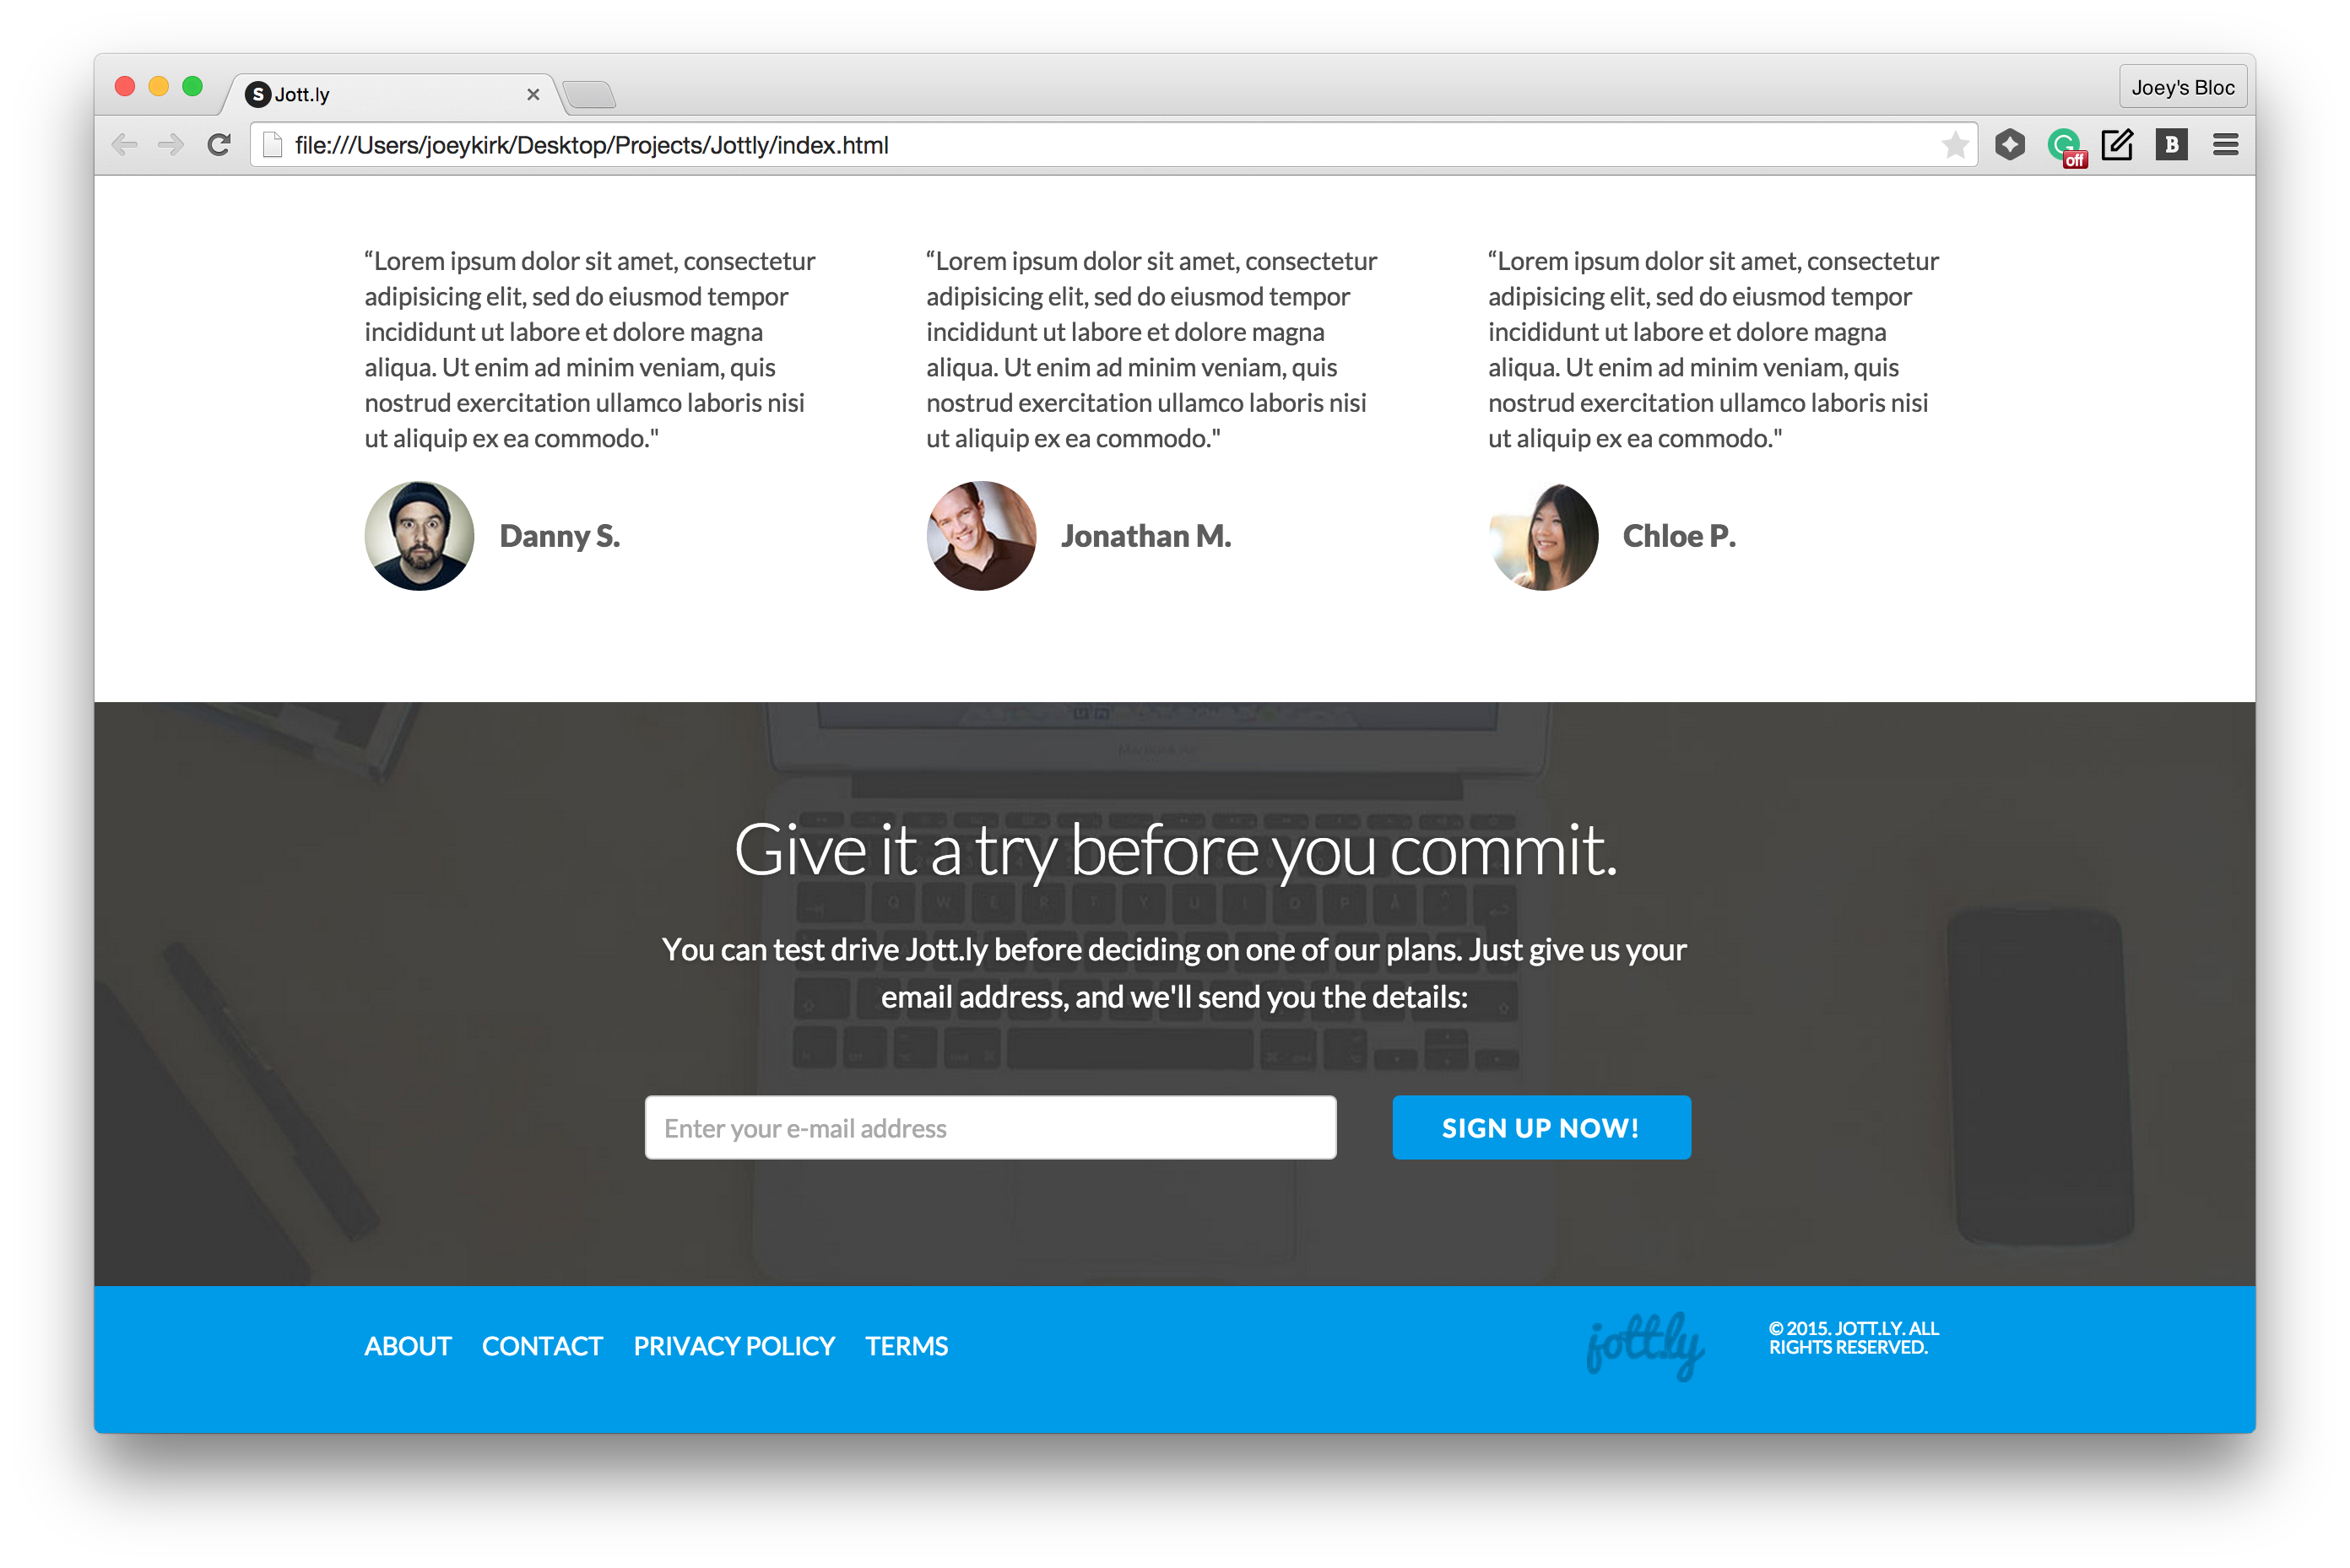 S Jott.ly
Joey's Bloc
file:///Users/joeykirk/Desktop/Projects/Jottly/index.html
off
B
“Lorem ipsum dolor sit amet, consectetur
adipisicing elit, sed do eiusmod tempor
incididunt ut labore et dolore magna
aliqua. Ut enim ad minim veniam, quis
nostrud exercitation ullamco laboris nisi
ut aliquip ex ea commodo."
Danny S.
“Lorem ipsum dolor sit amet, consectetur
adipisicing elit, sed do eiusmod tempor
incididunt ut labore et dolore magna
aliqua. Ut enim ad minim veniam, quis
nostrud exercitation ullamco laboris nisi
ut aliquip ex ea commodo."
Jonathan M.
“Lorem ipsum dolor sit amet, consectetur
adipisicing elit, sed do eiusmod tempor
incididunt ut labore et dolore magna
aliqua. Ut enim ad minim veniam, quis
nostrud exercitation ullamco laboris nisi
ut aliquip ex ea commodo."
Chloe P.
Give it a try before you commit.
You can test drive Jott.ly before deciding on one of our plans. Just give us your
email address, and we'll send you the details:
Enter your e-mail address
SIGN UP NOW!
ABOUT CONTACT PRIVACY POLICY TERMS
jott.ly
© 2015. JOTT.LY. ALL
RIGHTS RESERVED.